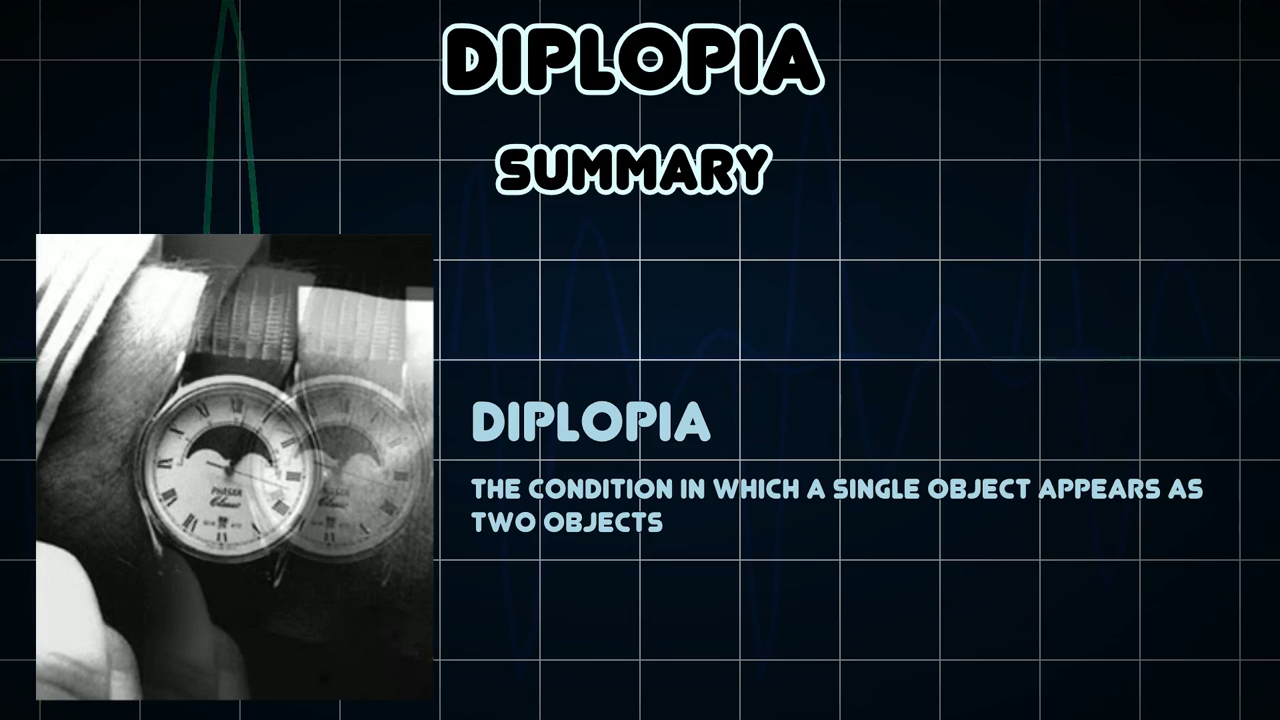 DIPLOPIA
SUMMARY
DIPLOPIA
THE CONDITION IN WHICH A SINGLE OBJECT APPEARS AS
TWO OBJECTS